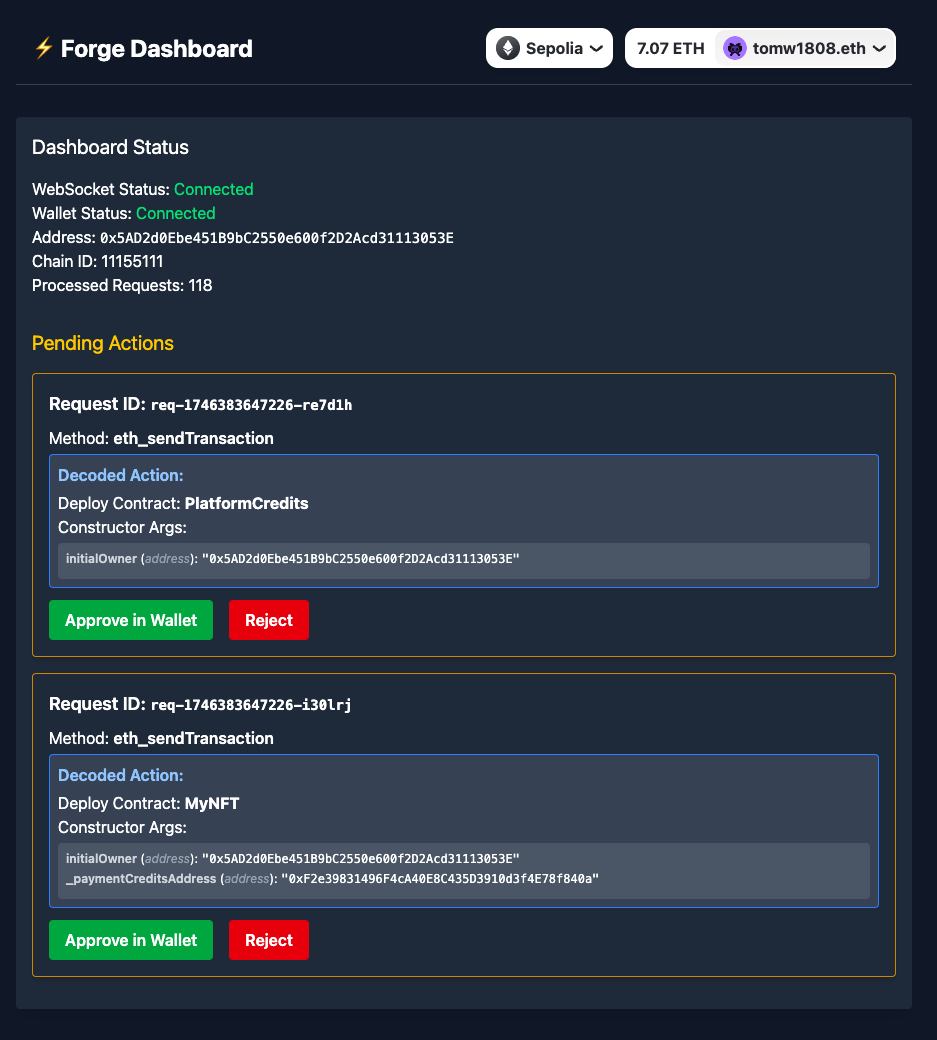 ⚡ Forge Dashboard
Sepolia
7.07 ETH
tomw1808.eth
Dashboard Status
WebSocket Status: Connected
Wallet Status: Connected
Address: 0x5AD2d0Ebe451B9bC2550e600f2D2Acd31113053E
Chain ID: 11155111
Processed Requests: 118
Pending Actions
Request ID: req-1746383647226-re7d1h
Method: eth_sendTransaction
Decoded Action:
Deploy Contract: PlatformCredits
Constructor Args:
initialOwner (address): "0x5AD2d0Ebe451B9bC2550e600f2D2Acd31113053E"
Approve in Wallet
Reject
Request ID: req-1746383647226-i30lrj
Method: eth_sendTransaction
Decoded Action:
Deploy Contract: MyNFT
Constructor Args:
initialOwner (address): "0x5AD2d0Ebe451B9bC2550e600f2D2Acd31113053E"
_paymentCreditsAddress (address): "0xF2e39831496F4cA40E8C435D3910d3f4E78f840a"
Approve in Wallet
Reject